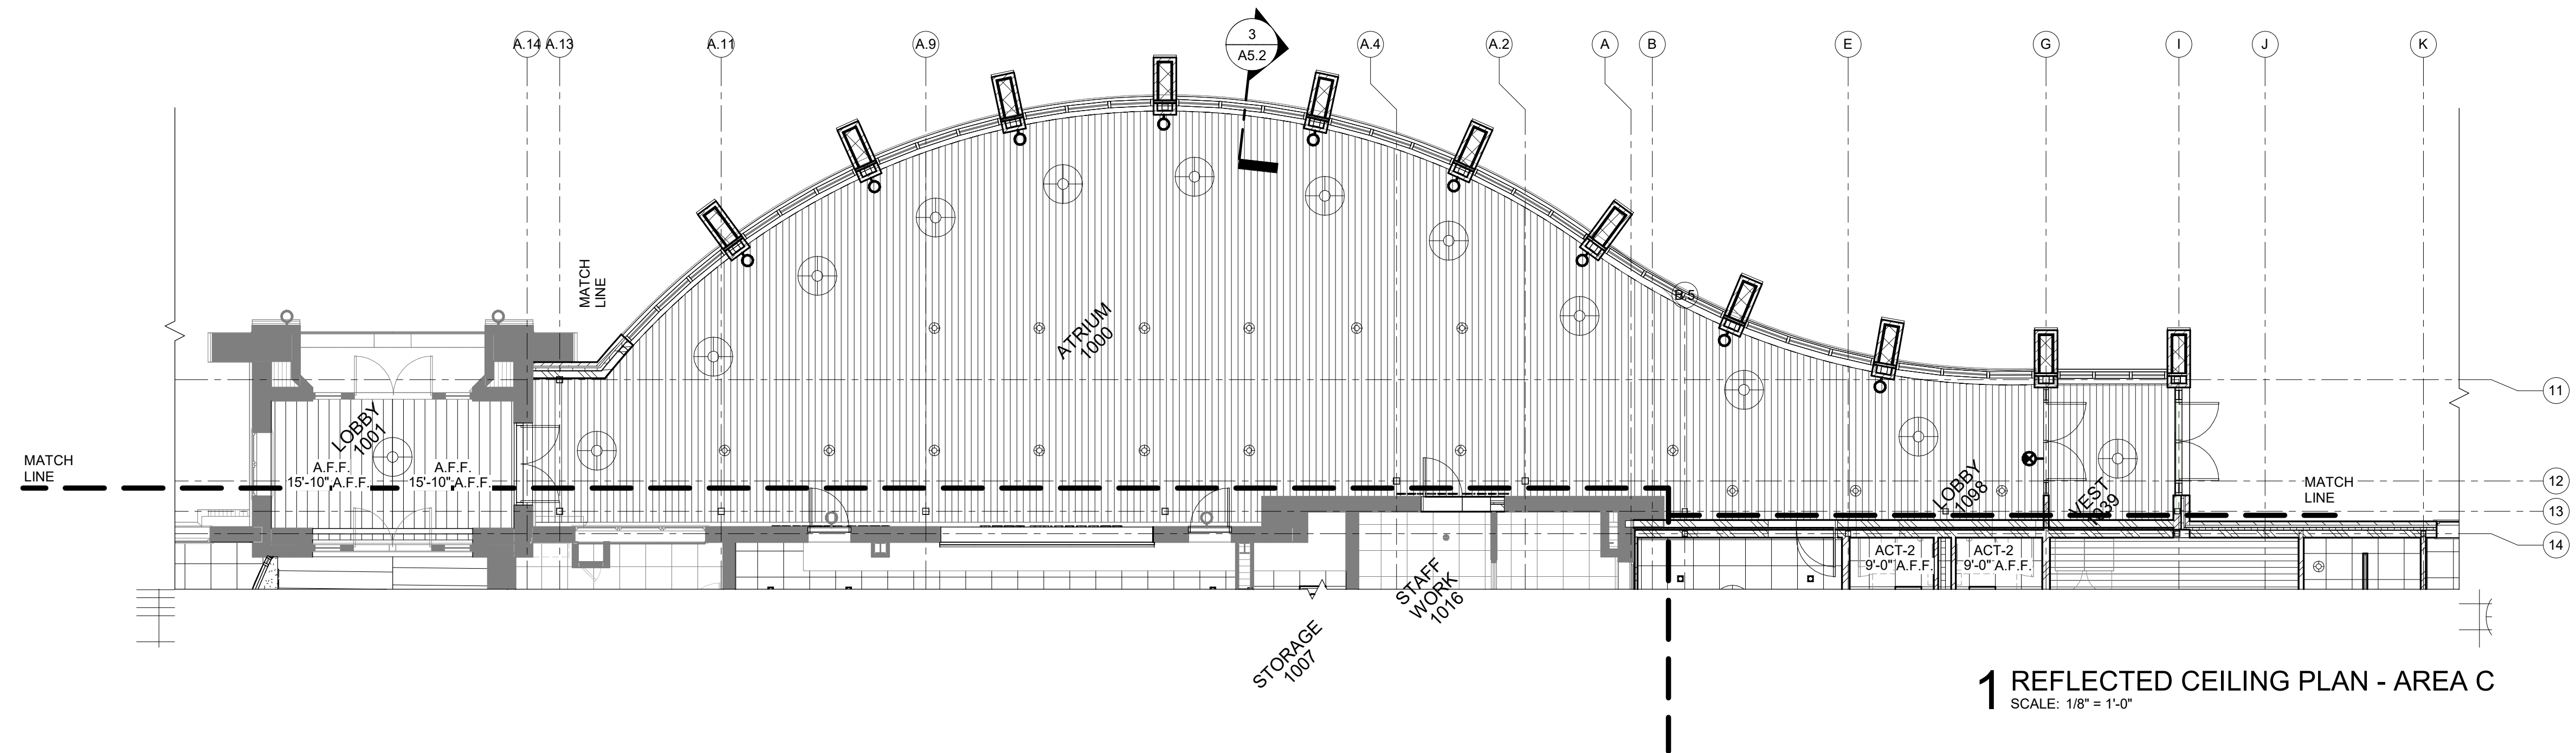 A.14
A.13
A.11
A.9
3
A5.2
A.4
A.2
A
B
E
G
I
J
K
MATCH
LINE
B.5
ATRIUM
1000
11
LOBBY
1001
A.F.F.
15'-10" A.F.F.
A.F.F.
15'-10" A.F.F.
MATCH
LINE
LOBBY
1098
VEST
1039
MATCH
LINE
12
13
14
ACT-2
9'-0" A.F.F.
ACT-2
9'-0" A.F.F.
STAFF
WORK
1016
STORAGE
1007
1 REFLECTED CEILING PLAN - AREA C
SCALE: 1/8" = 1'-0"